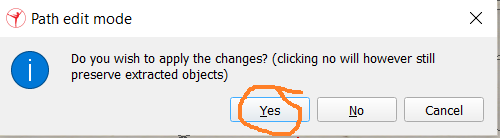 Path edit mode
Do you wish to apply the changes? (clicking no will however still
preserve extracted objects)
Yes No Cancel